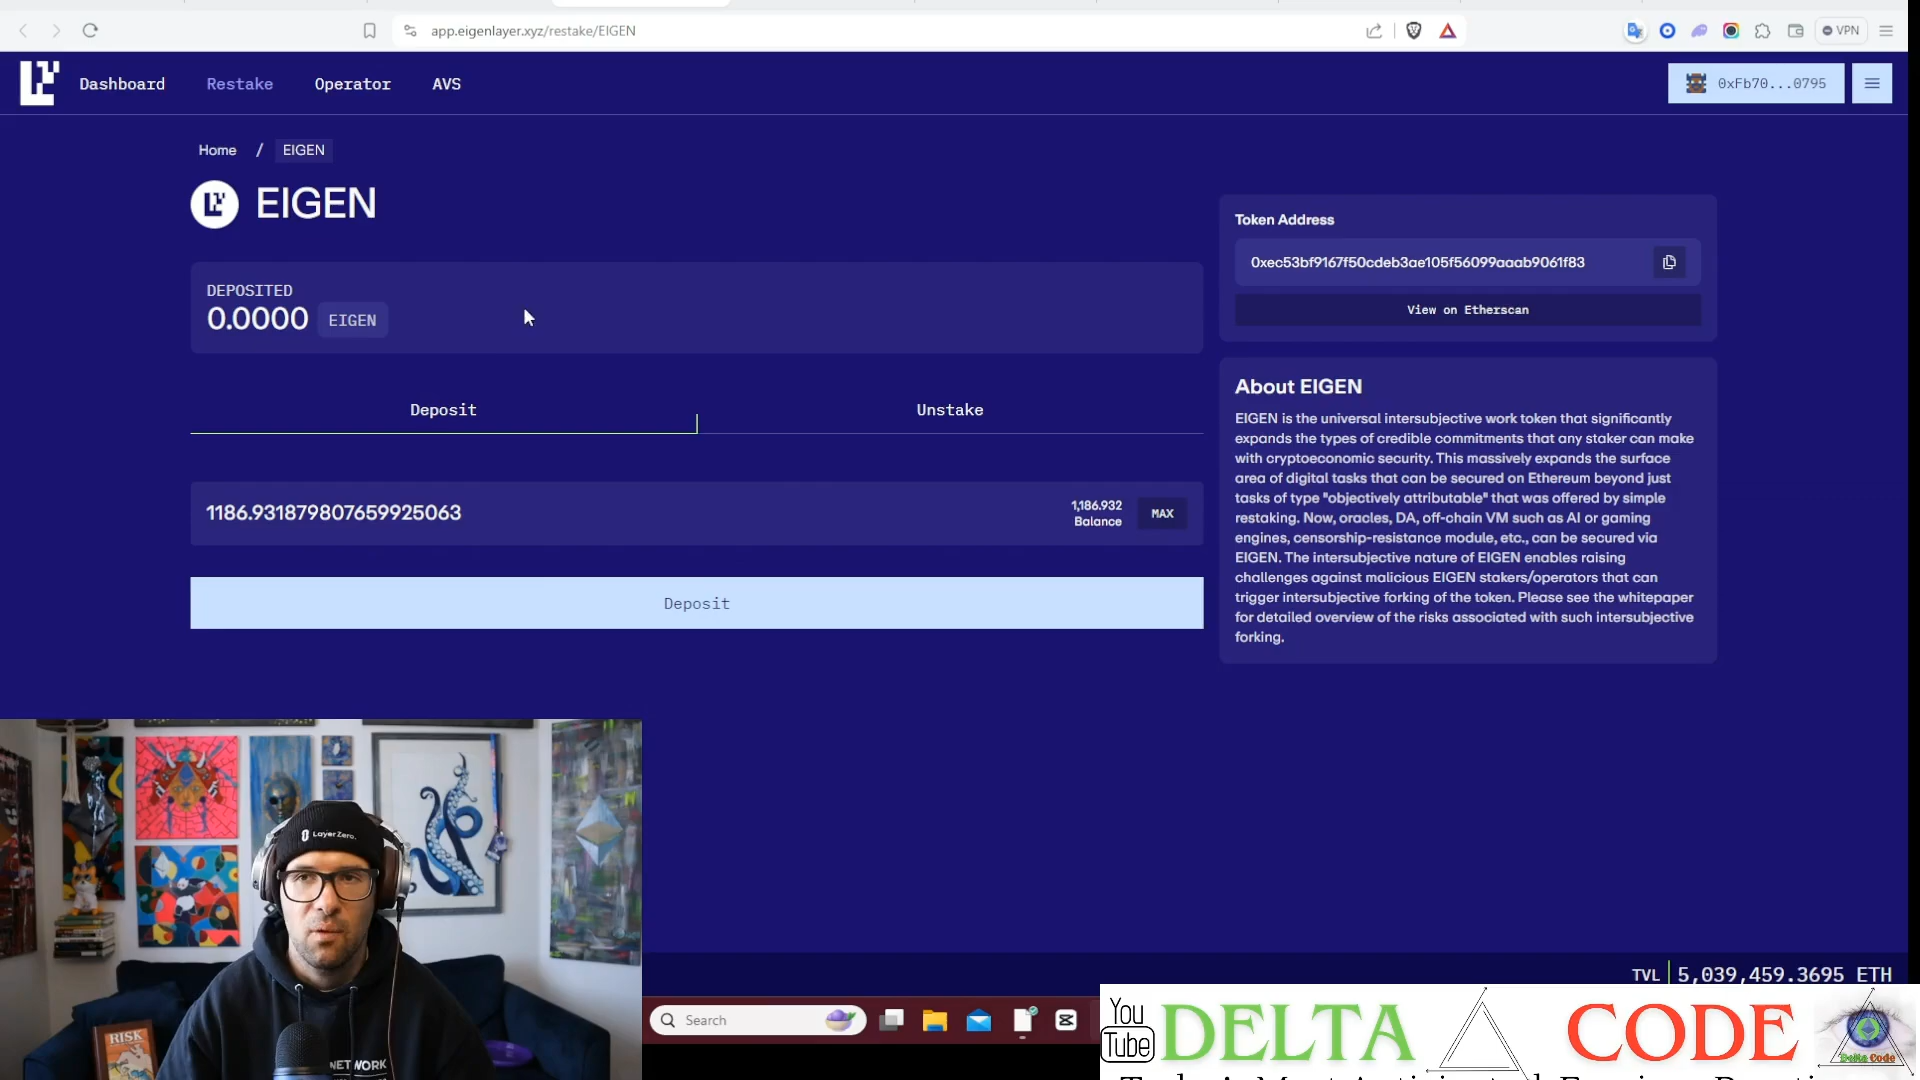 app.eigenlayer.xyz/restake/EIGEN
VPN
Dashboard Restake Operator AVS
0xFb70...0795
Home / EIGEN
EIGEN
DEPOSITED
0.0000 EIGEN
Deposit Unstake
1186.931879807659925063
1,186.932
Balance
MAX
Deposit
Token Address
0xec53bf9167f50cdeb3ae105f56099aaab9061f83
View on Etherscan
About EIGEN
EIGEN is the universal intersubjective work token that significantly
expands the types of credible commitments that any staker can make
with cryptoeconomic security. This massively expands the surface
area of digital tasks that can be secured on Ethereum beyond just
tasks of type "objectively attributable" that was offered by simple
restaking. Now, oracles, DA, off-chain VM such as AI or gaming
engines, censorship-resistance module, etc., can be secured via
EIGEN. The intersubjective nature of EIGEN enables raising
challenges against malicious EIGEN stakers/operators that can
trigger intersubjective forking of the token. Please see the whitepaper
for detailed overview of the risks associated with such intersubjective
forking.
LayerZero.
RISK
NETWORK
TVL 5,039,459.3695 ETH
Search
You
Tube
DELTA CODE
Delta Code